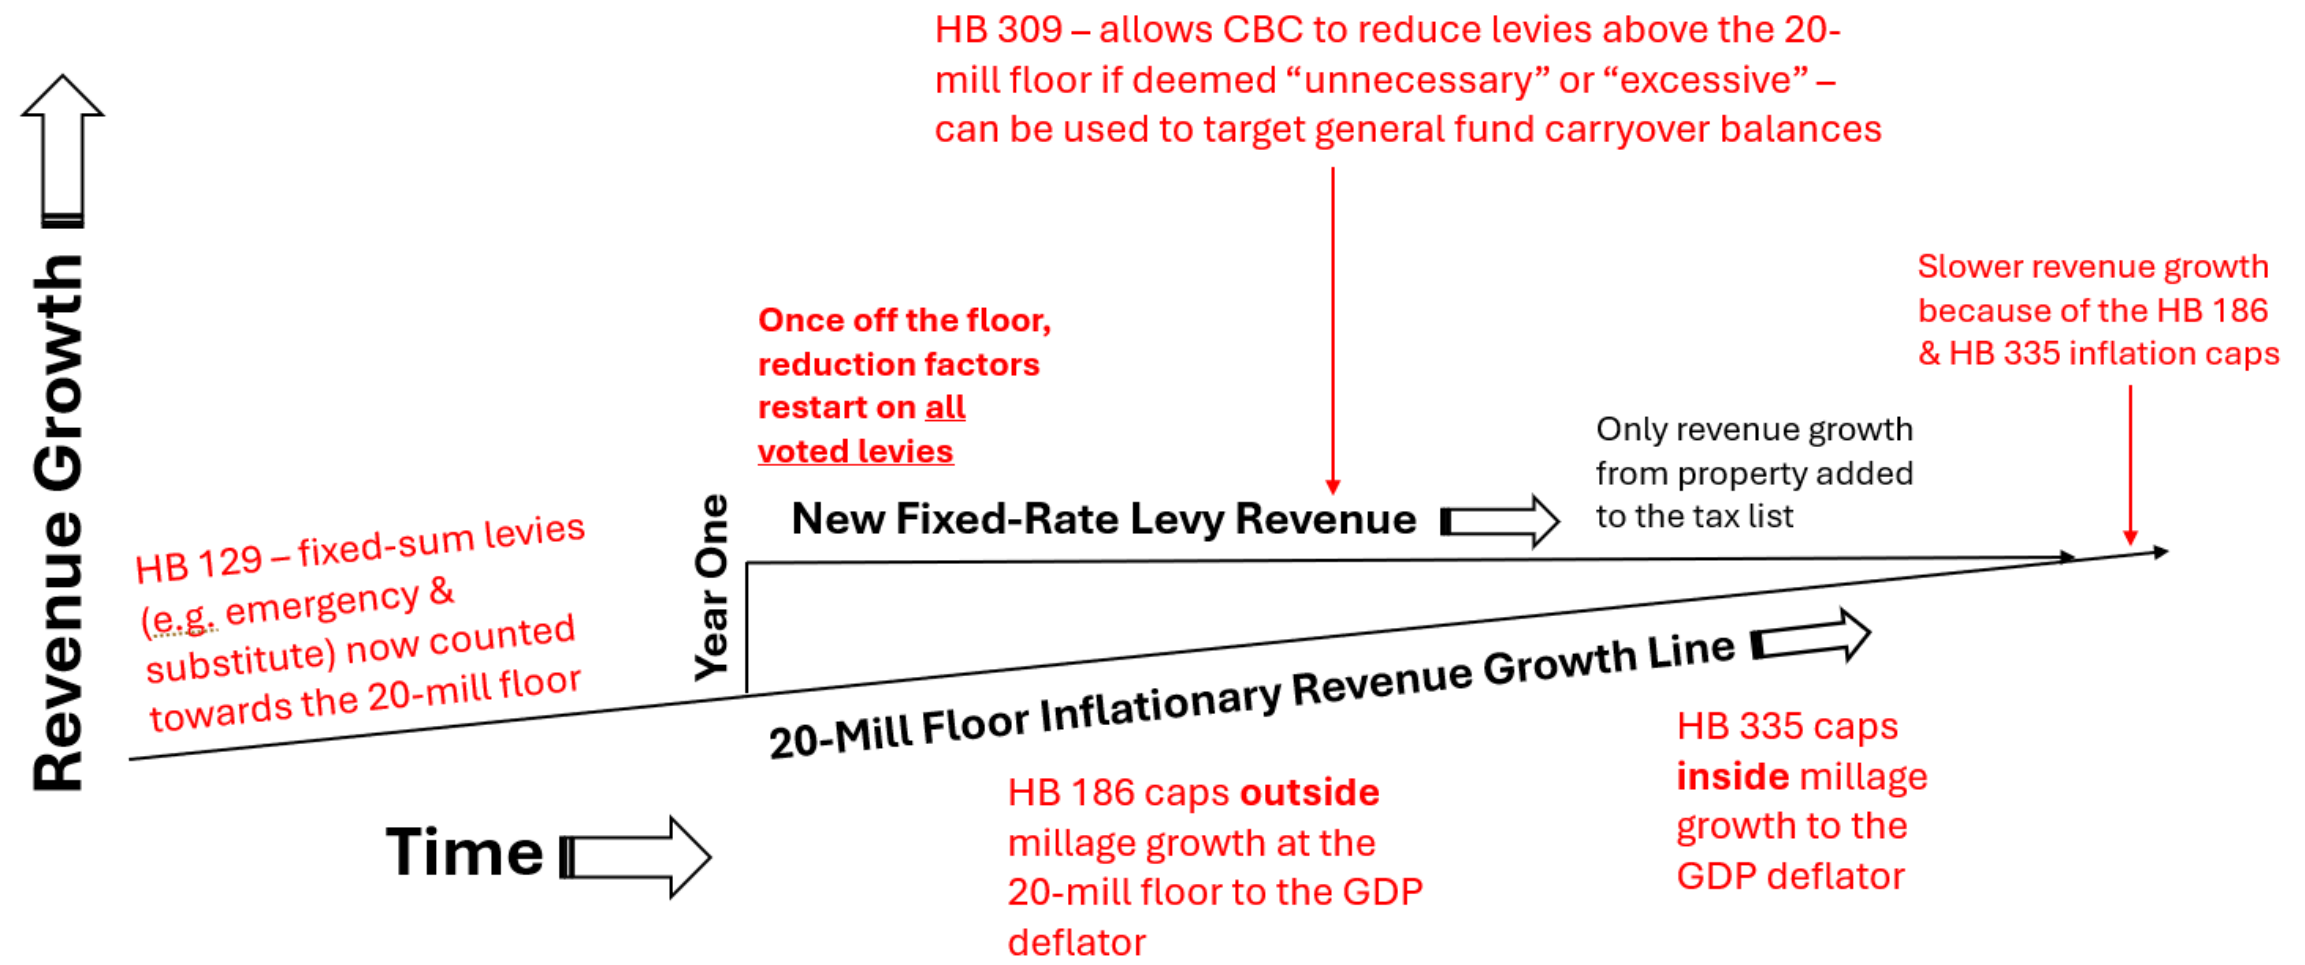 HB 309 – allows CBC to reduce levies above the 20-
mill floor if deemed “unnecessary” or “excessive” –
can be used to target general fund carryover balances
Revenue Growth
Slower revenue growth
because of the HB 186
& HB 335 inflation caps
Once off the floor,
reduction factors
restart on all
voted levies
Only revenue growth
from property added
to the tax list
New Fixed-Rate Levy Revenue
Year One
HB 129 – fixed-sum levies
(e.g. emergency &
substitute) now counted
towards the 20-mill floor
20-Mill Floor Inflationary Revenue Growth Line
Time
HB 186 caps outside
millage growth at the
20-mill floor to the GDP
deflator
HB 335 caps
inside millage
growth to the
GDP deflator